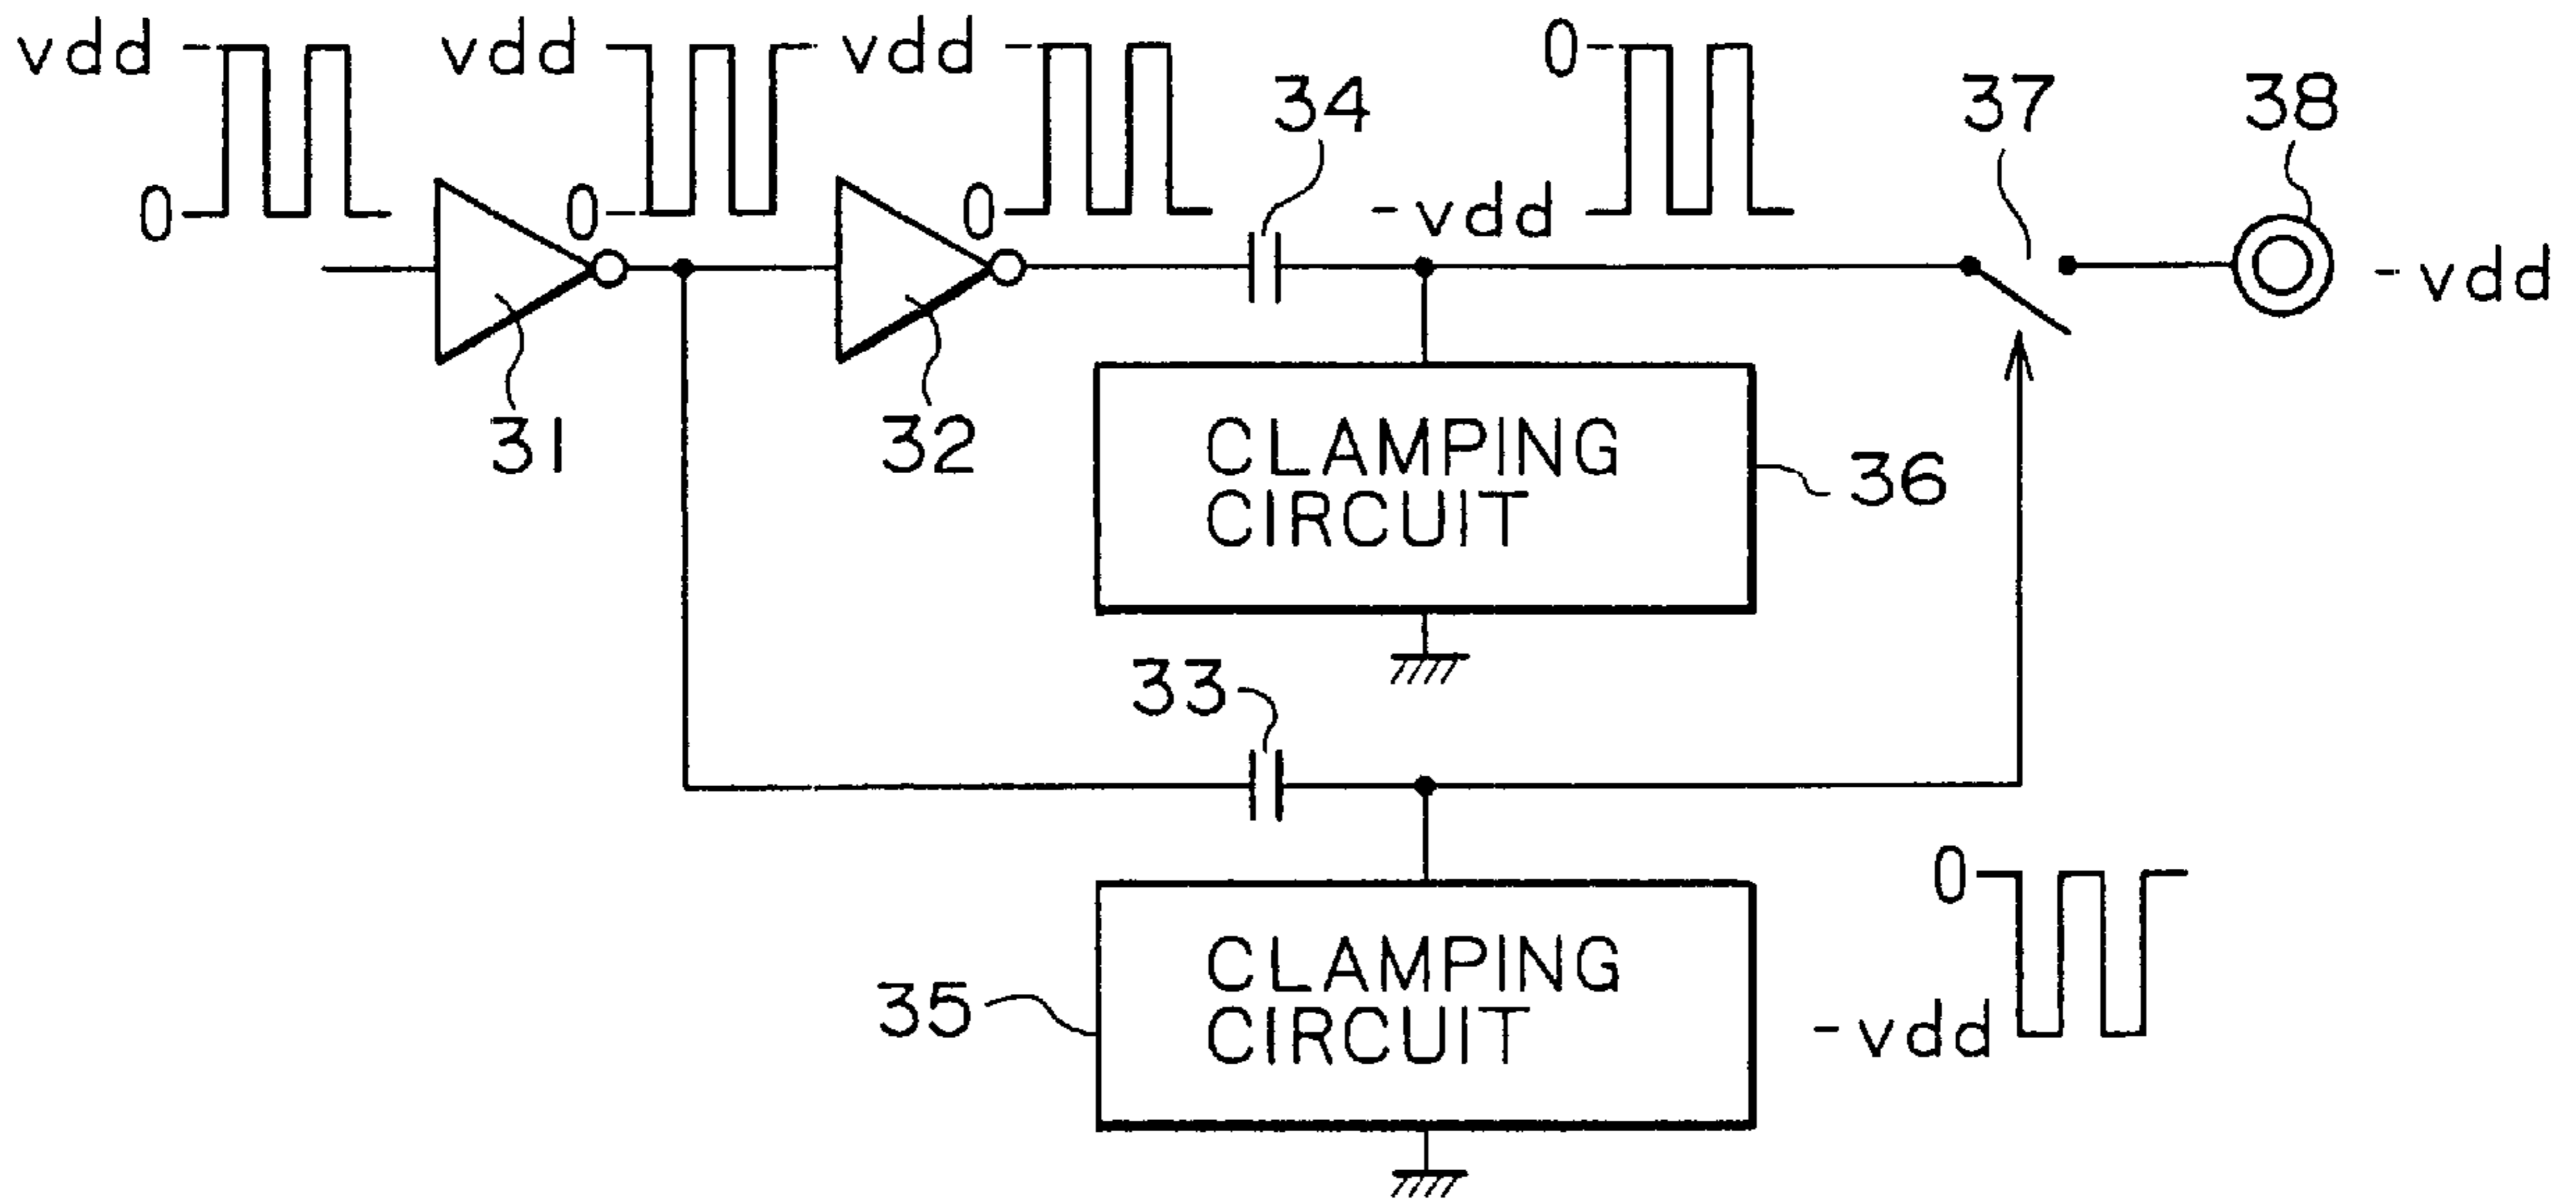 vdd
0
vdd
0
vdd
0
34
0
-vdd
37
38
-vdd
31
32
CLAMPING
CIRCUIT
36
33
35
CLAMPING
CIRCUIT
0
-vdd